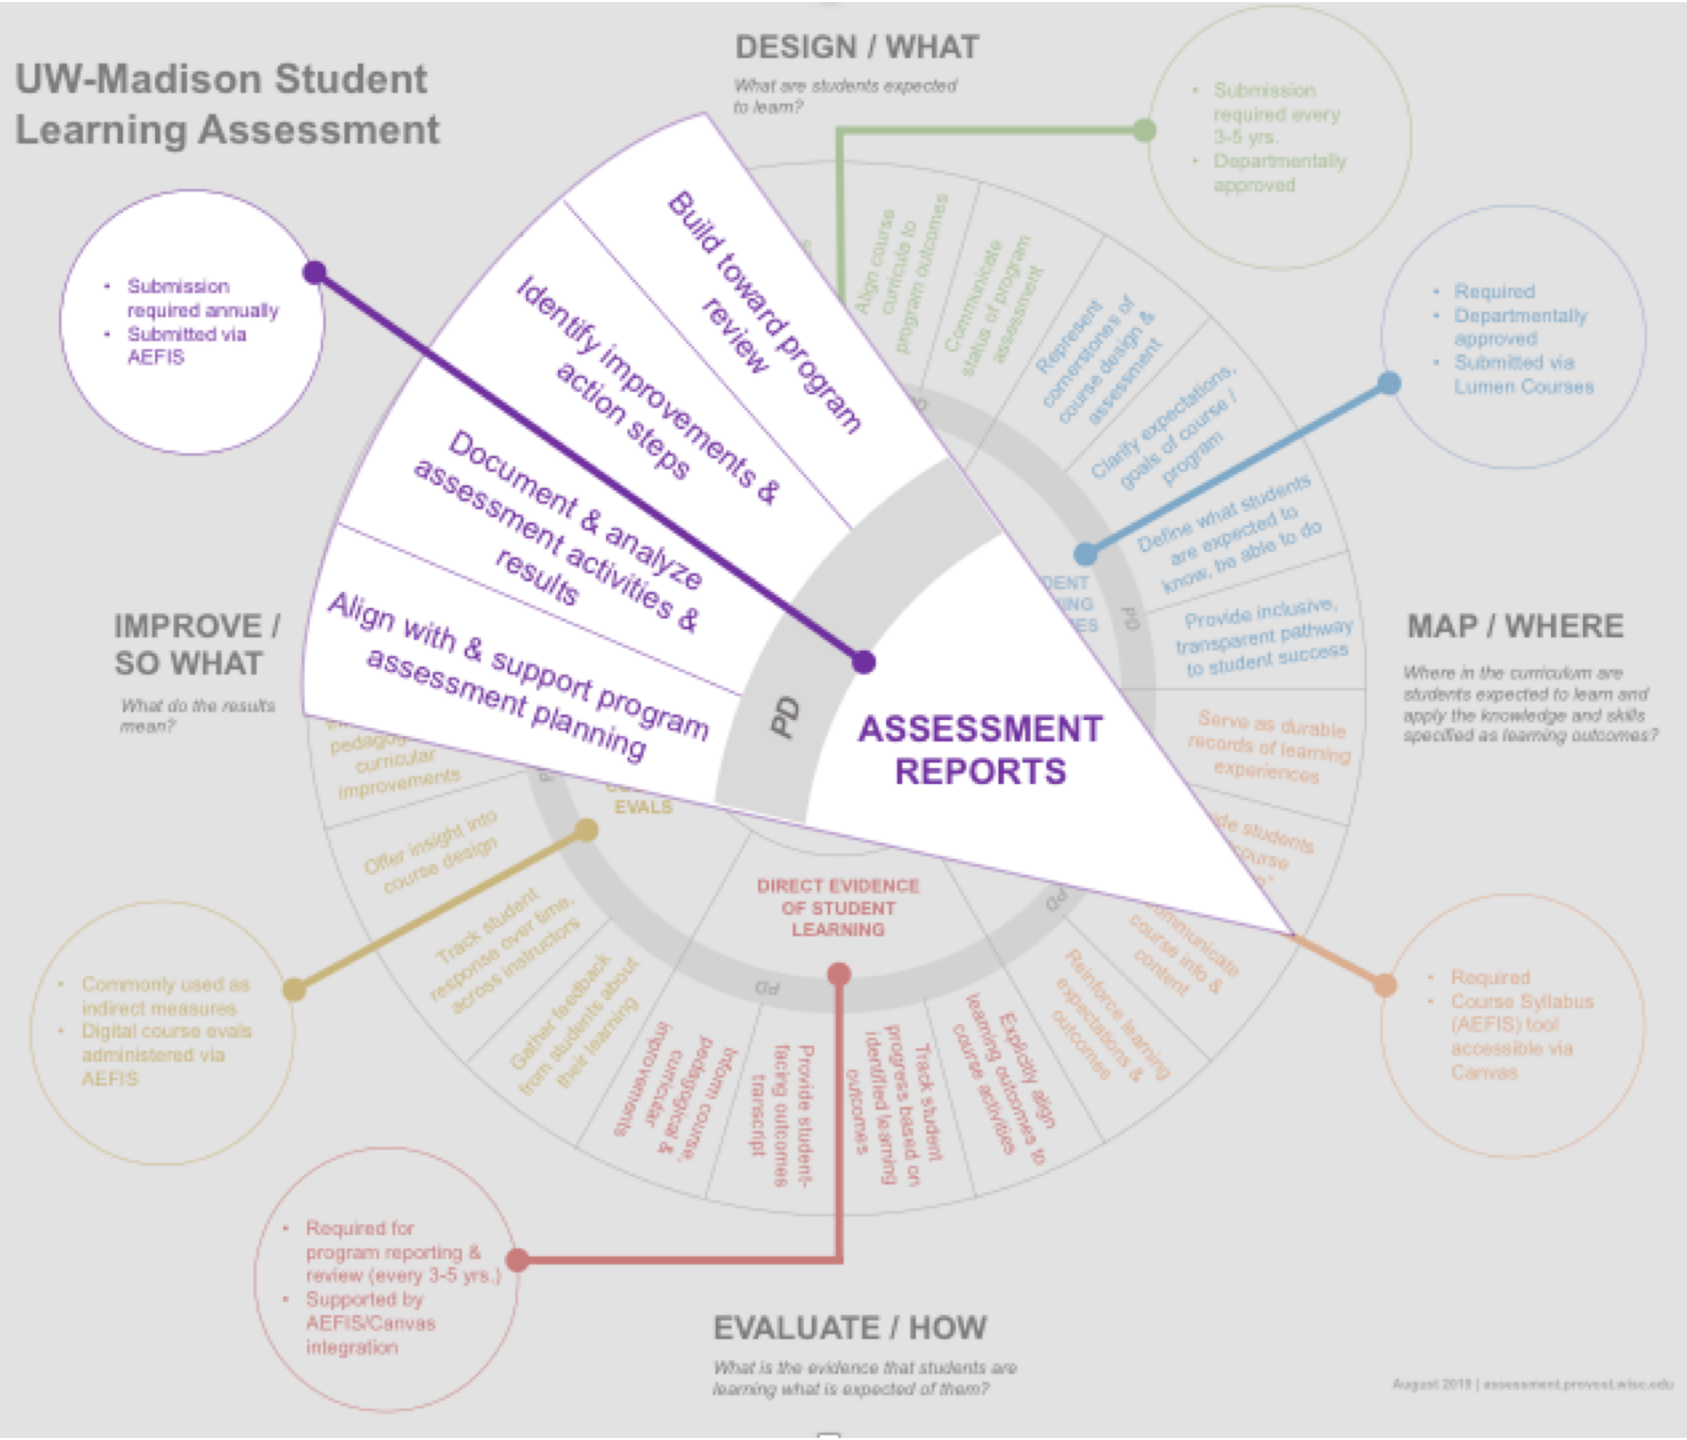 UW-Madison Student
Learning Assessment
DESIGN / WHAT
What are students expected
to learn?
• Submission
required every
3-5 yrs.
• Departmentally
approved
• Submission
required annually
• Submitted via
AEFIS
• Required
• Departmentally
approved
• Submitted via
Lumen Courses
Build toward program
review
Identify improvements &
action steps
Document & analyze
assessment activities &
results
Align with & support program
assessment planning
PD
ASSESSMENT
REPORTS
Align course
curricula to
program outcomes
Communicate
status of program
assessment
Represent
cornerstones of
course design &
assessment
Clarify expectations,
goals of course /
program
Define what students
are expected to
know, be able to do
Provide inclusive,
transparent pathway
to student success
PD
IMPROVE /
SO WHAT
What do the results
mean?
MAP / WHERE
Where in the curriculum are
students expected to learn and
apply the knowledge and skills
specified as learning outcomes?
Serve as durable
records of learning
experiences
students
course
communicate
course info &
content
Reinforce learning
expectations &
outcomes
PD
• Required
• Course Syllabus
(AEFIS) tool
accessible via
Canvas
DIRECT EVIDENCE
OF STUDENT
LEARNING
Explicitly align
learning outcomes to
course activities
Track student
progress based on
identified learning
outcomes
Provide student-
facing outcomes
transcript
Inform course,
pedagogical &
curricular
improvements
PD
EVALS
curricular
improvements
Offer insight into
course design
Track student
response over time,
across instructors
Gather feedback
from students about
their learning
• Commonly used as
indirect measures
• Digital course evals
administered via
AEFIS
• Required for
program reporting &
review (every 3-5 yrs.)
• Supported by
AEFIS/Canvas
integration
EVALUATE / HOW
What is the evidence that students are
learning what is expected of them?
August 2019 | assessment.provost.wisc.edu